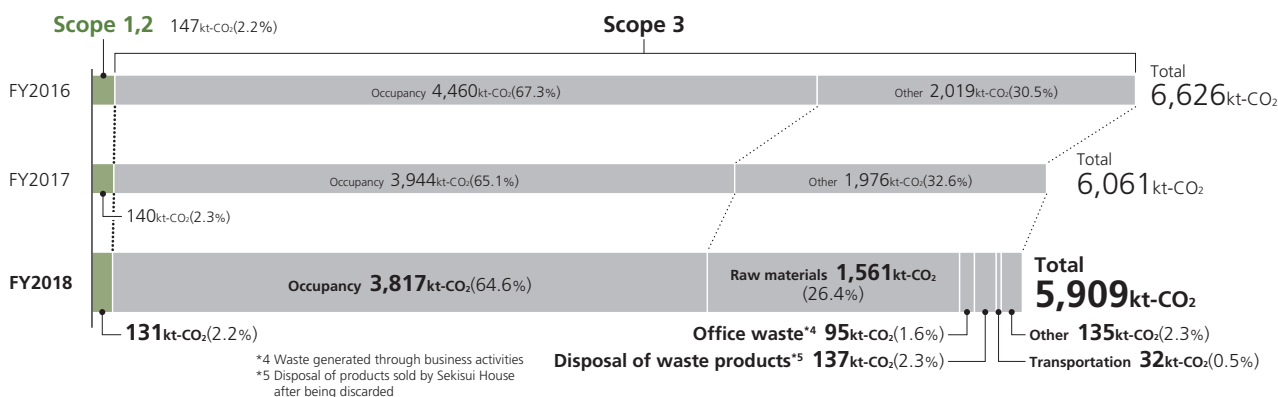 Scope 1,2 147kt-CO₂(2.2%)
Scope 3
FY2016
Occupancy 4,460kt-CO₂(67.3%)
Other 2,019kt-CO₂(30.5%)
Total
6,626kt-CO₂
FY2017
Occupancy 3,944kt-CO₂(65.1%)
Other 1,976kt-CO₂(32.6%)
Total
6,061kt-CO₂
140kt-CO₂(2.3%)
FY2018
Occupancy 3,817kt-CO₂(64.6%)
Raw materials 1,561kt-CO₂
(26.4%)
Total
5,909kt-CO₂
131kt-CO₂(2.2%)
Office waste*4 95kt-CO₂(1.6%)
Other 135kt-CO₂(2.3%)
Disposal of waste products*5 137kt-CO₂(2.3%)
Transportation 32kt-CO₂(0.5%)
*4 Waste generated through business activities
*5 Disposal of products sold by Sekisui House
after being discarded